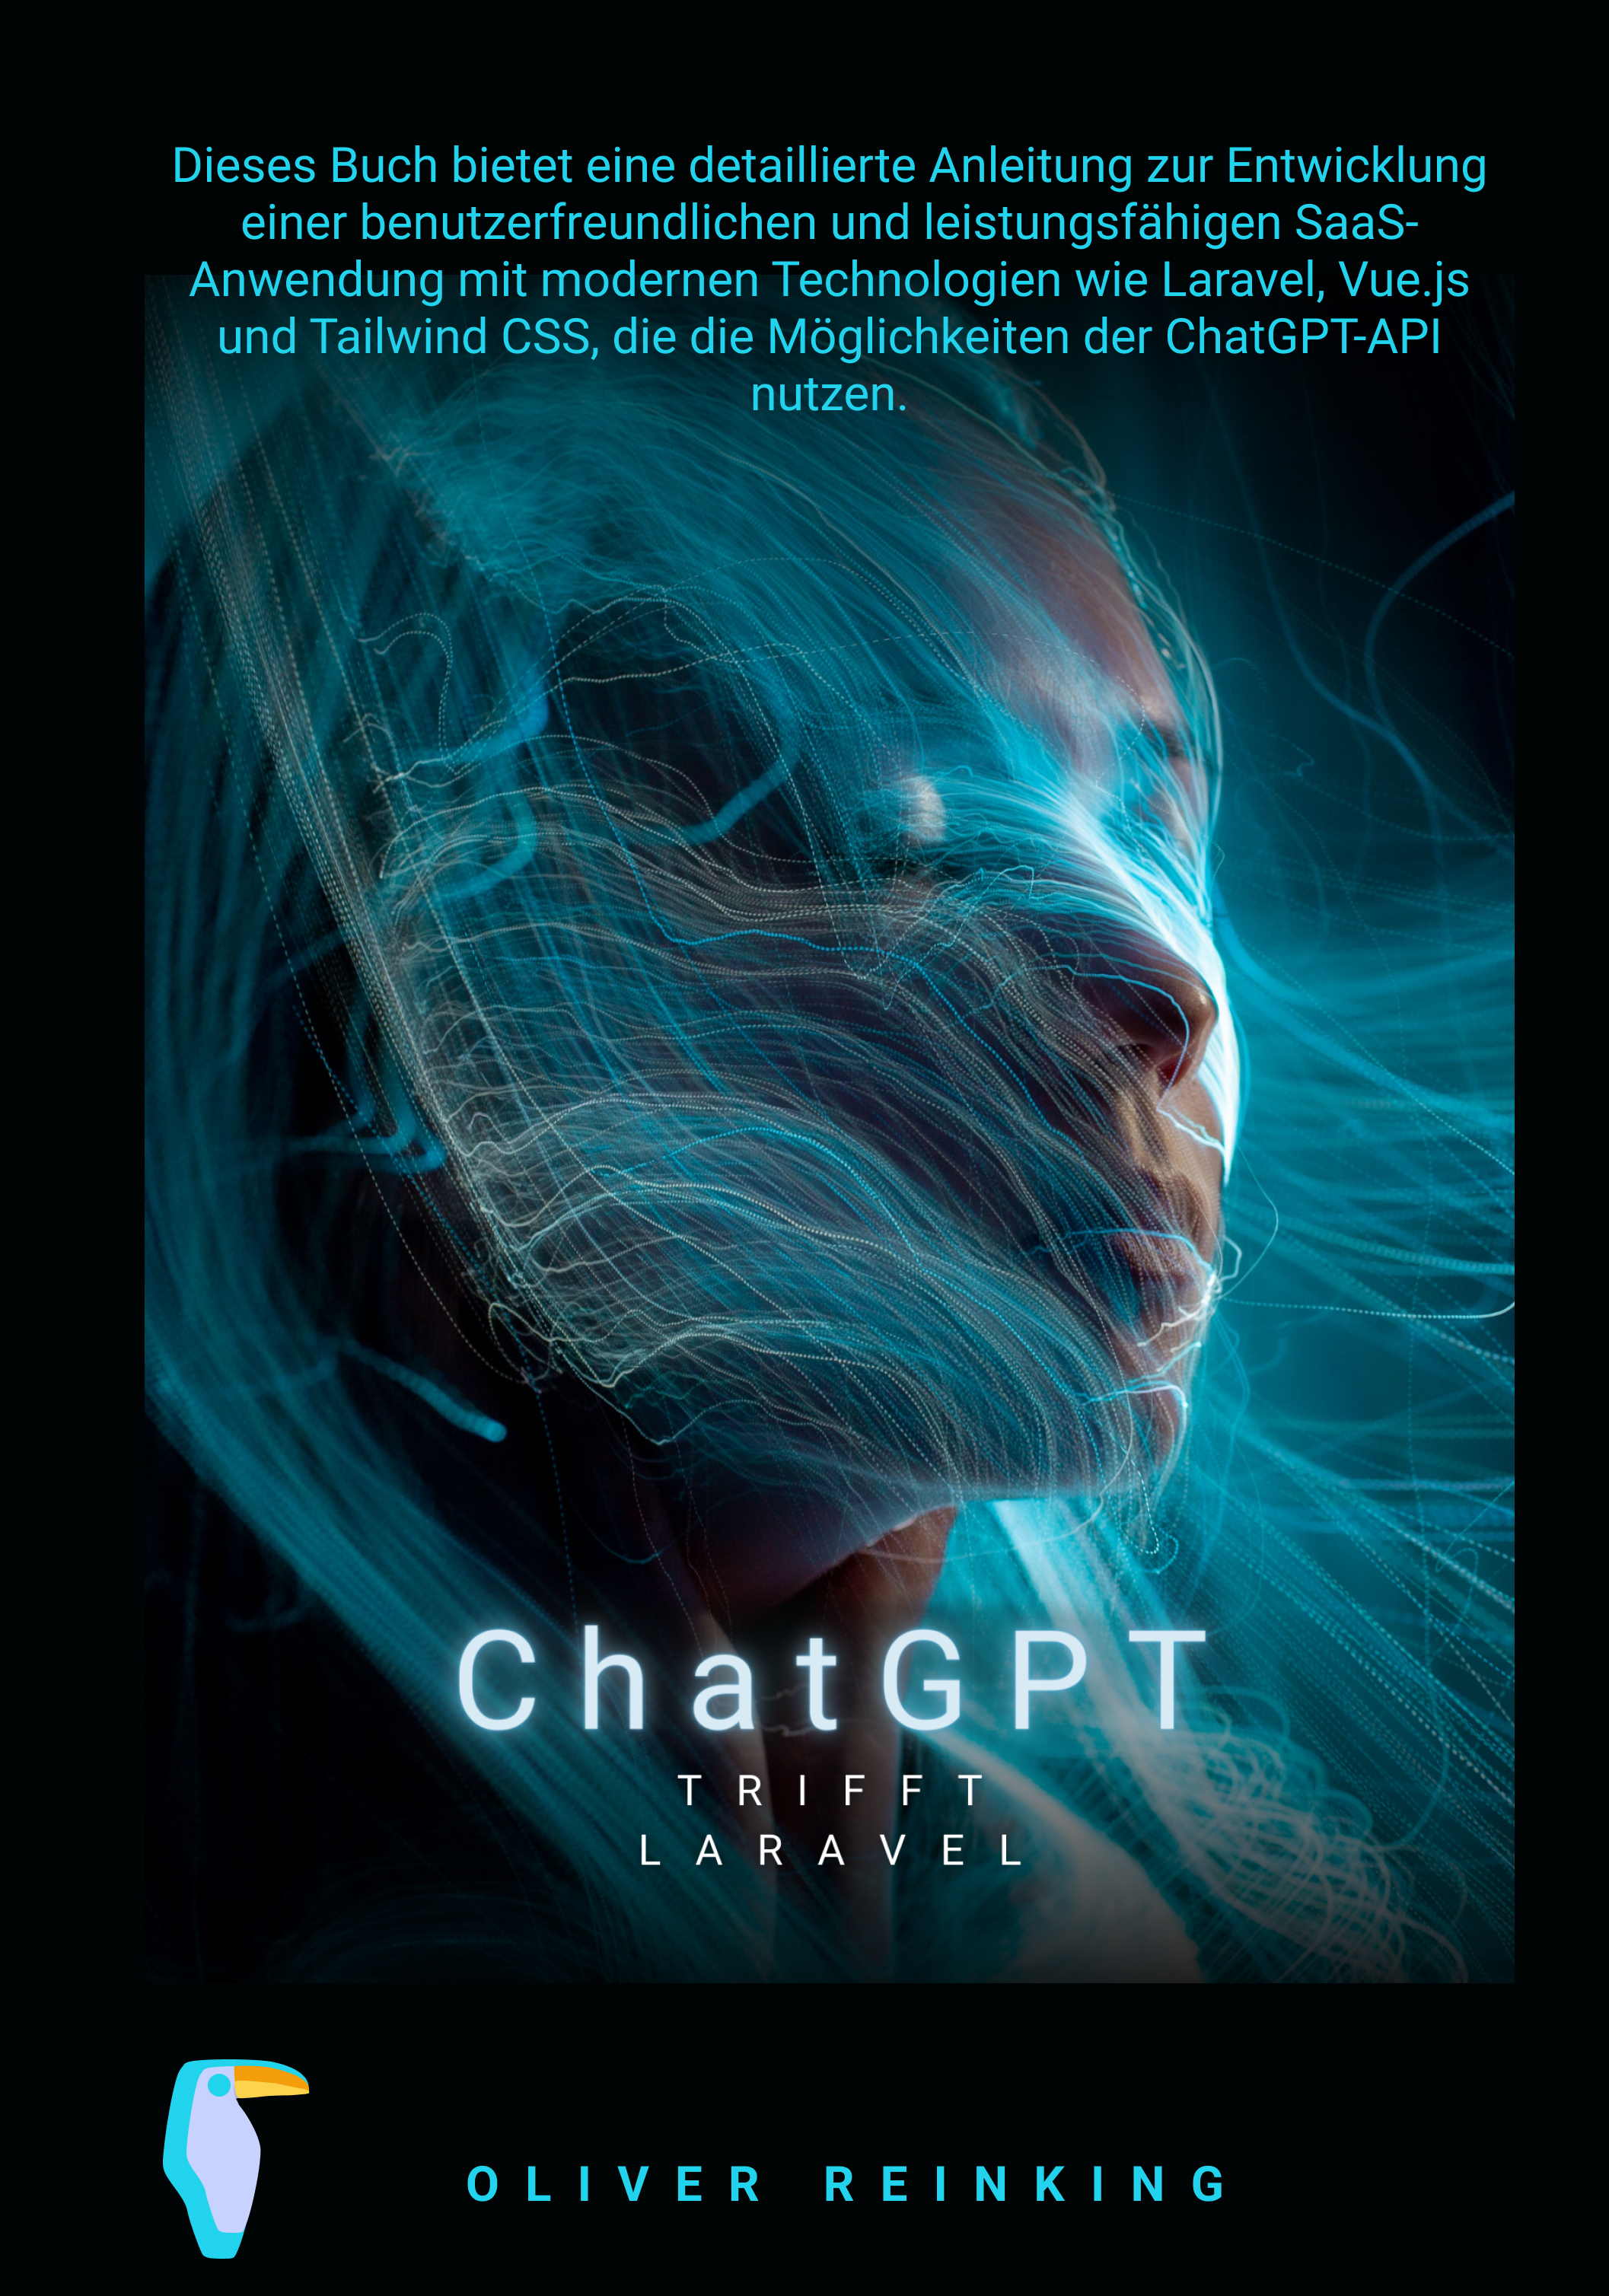 Dieses Buch bietet eine detaillierte Anleitung zur Entwicklung
einer benutzerfreundlichen und leistungsfähigen SaaS-
Anwendung mit modernen Technologien wie Laravel, Vue.js
und Tailwind CSS, die die Möglichkeiten der ChatGPT-API
nutzen.
ChatGPT
TRIFFT
LARAVEL
OLIVER REINKING